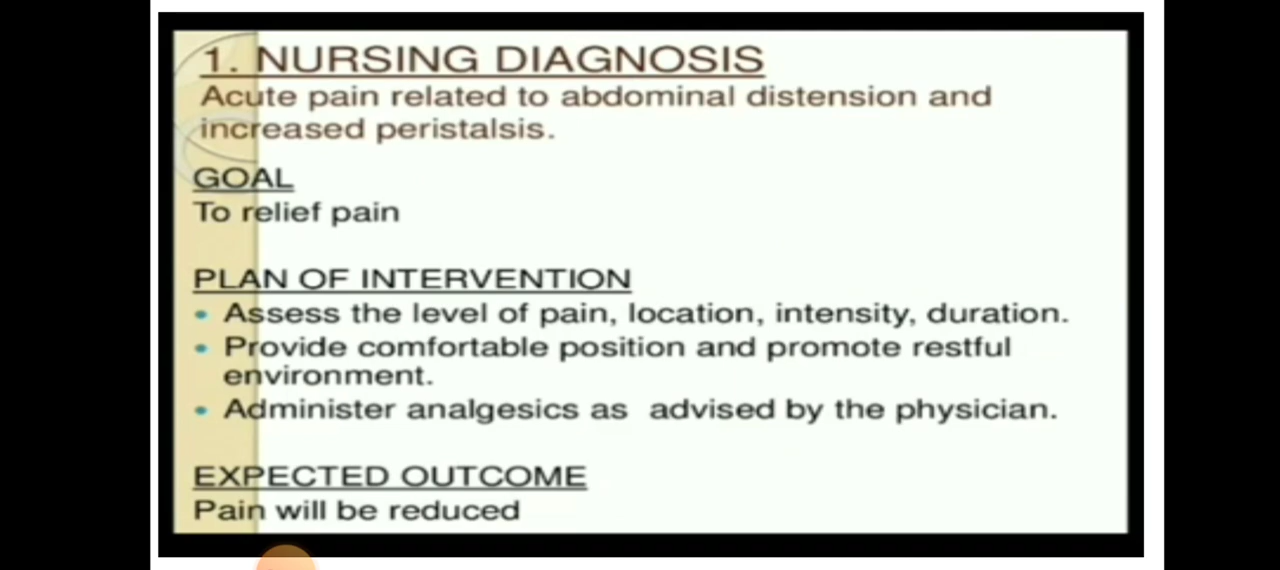 1. NURSING DIAGNOSIS
Acute pain related to abdominal distension and
increased peristalsis.
GOAL
To relief pain
PLAN OF INTERVENTION
• Assess the level of pain, location, intensity, duration.
• Provide comfortable position and promote restful
environment.
• Administer analgesics as  advised by the physician.
EXPECTED OUTCOME
Pain will be reduced